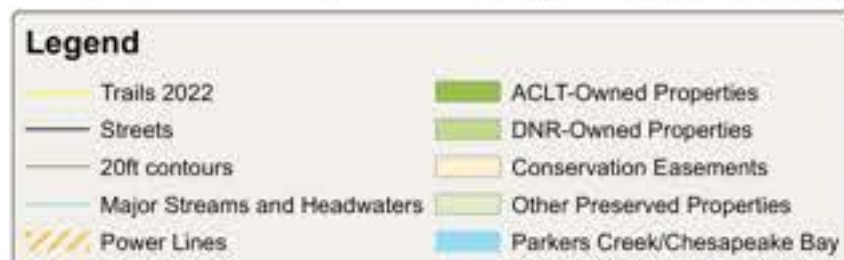 Legend
Trails 2022
Streets
20ft contours
Major Streams and Headwaters
Power Lines
ACLT-Owned Properties
DNR-Owned Properties
Conservation Easements
Other Preserved Properties
Parkers Creek/Chesapeake Bay